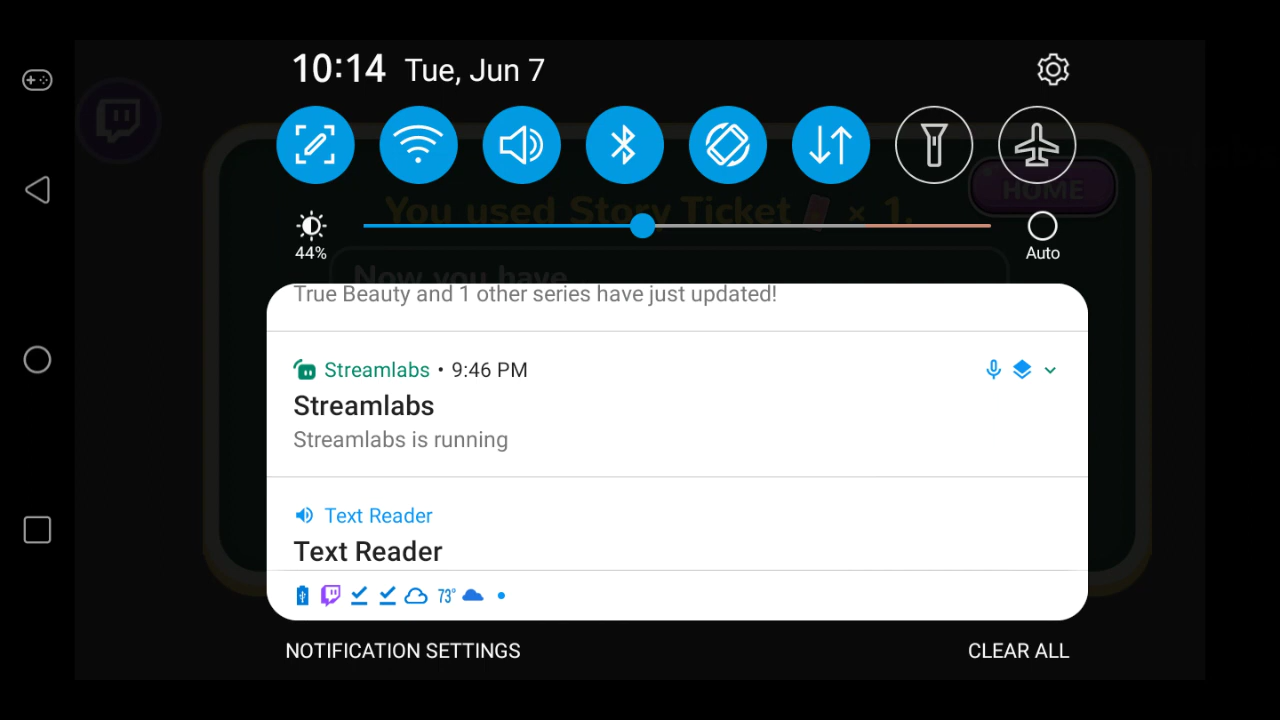 10:14 Tue, Jun 7
HOME
You used Story Ticket × 1.
44%
Auto
Now you have
True Beauty and 1 other series have just updated!
Streamlabs • 9:46 PM
Streamlabs
Streamlabs is running
Text Reader
Text Reader
73°
NOTIFICATION SETTINGS
CLEAR ALL